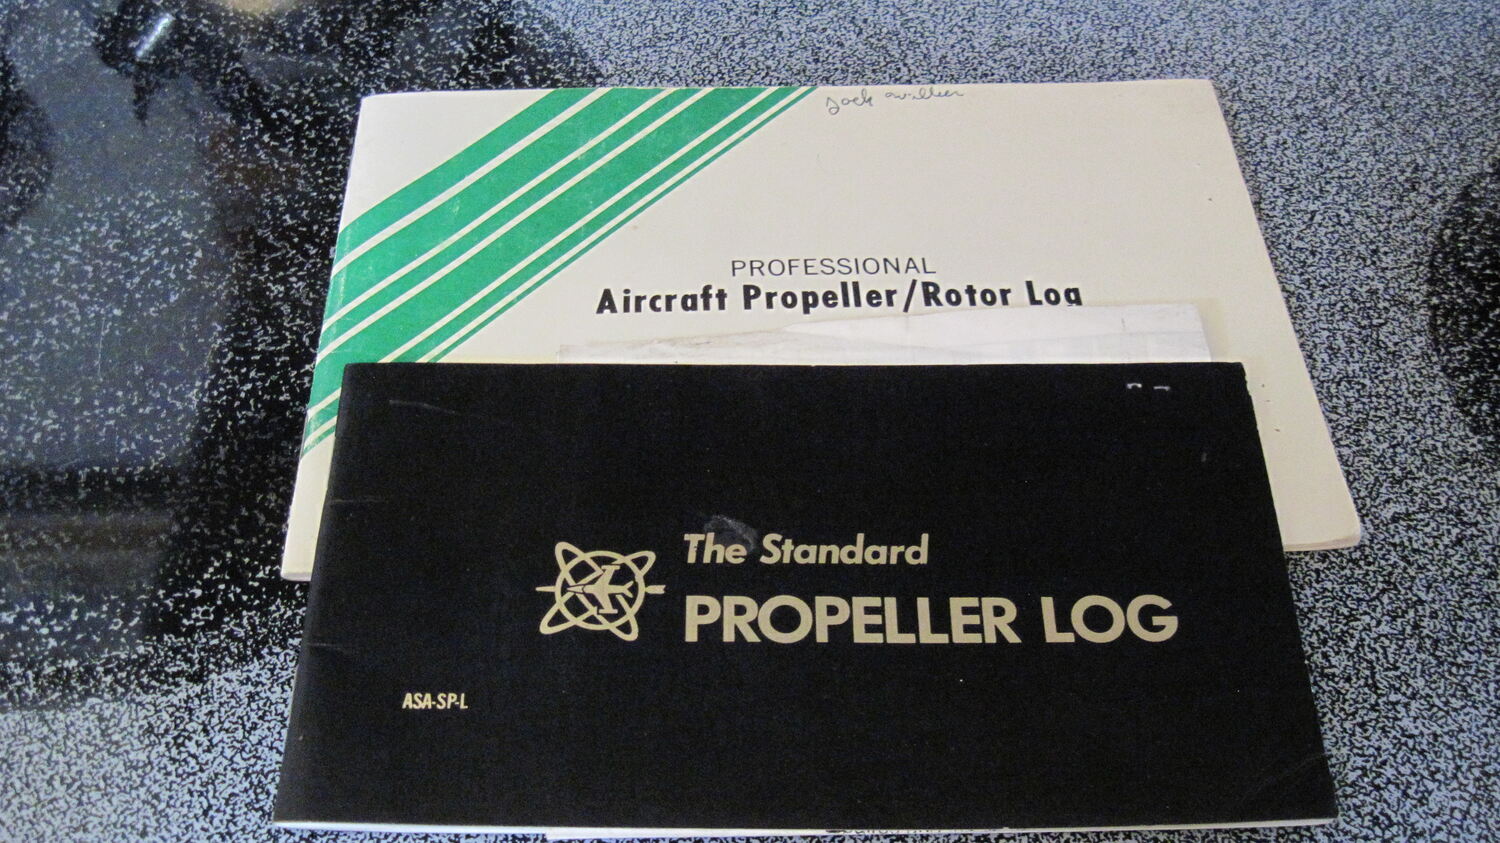 PROFESSIONAL
Aircraft Propeller/Rotor Log
The Standard
PROPELLER LOG
ASA-SP-L